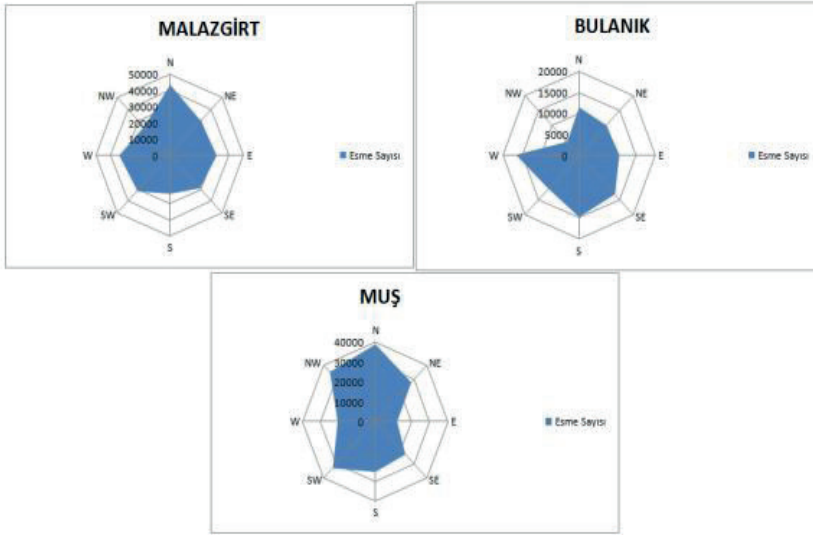 MALAZGİRT
N
50000
NW
40000
NE
30000
20000
10000
W
0
E
Esme Sayısı
SW
SE
S
BULANIK
N
20000
NW
15000
NE
10000
5000
W
0
E
Esme Sayısı
SW
SE
S
MUŞ
N
40000
NW
30000
NE
20000
10000
W
0
E
Esme Sayısı
SW
SE
S